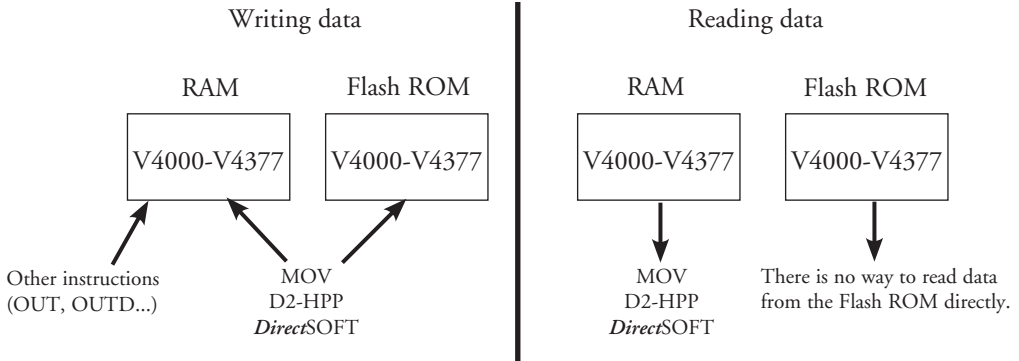 Writing data
Reading data
RAM
Flash ROM
RAM
Flash ROM
V4000-V4377
V4000-V4377
V4000-V4377
V4000-V4377
Other instructions
(OUT, OUTD...)
MOV
D2-HPP
DirectSOFT
MOV
D2-HPP
DirectSOFT
There is no way to read data
from the Flash ROM directly.